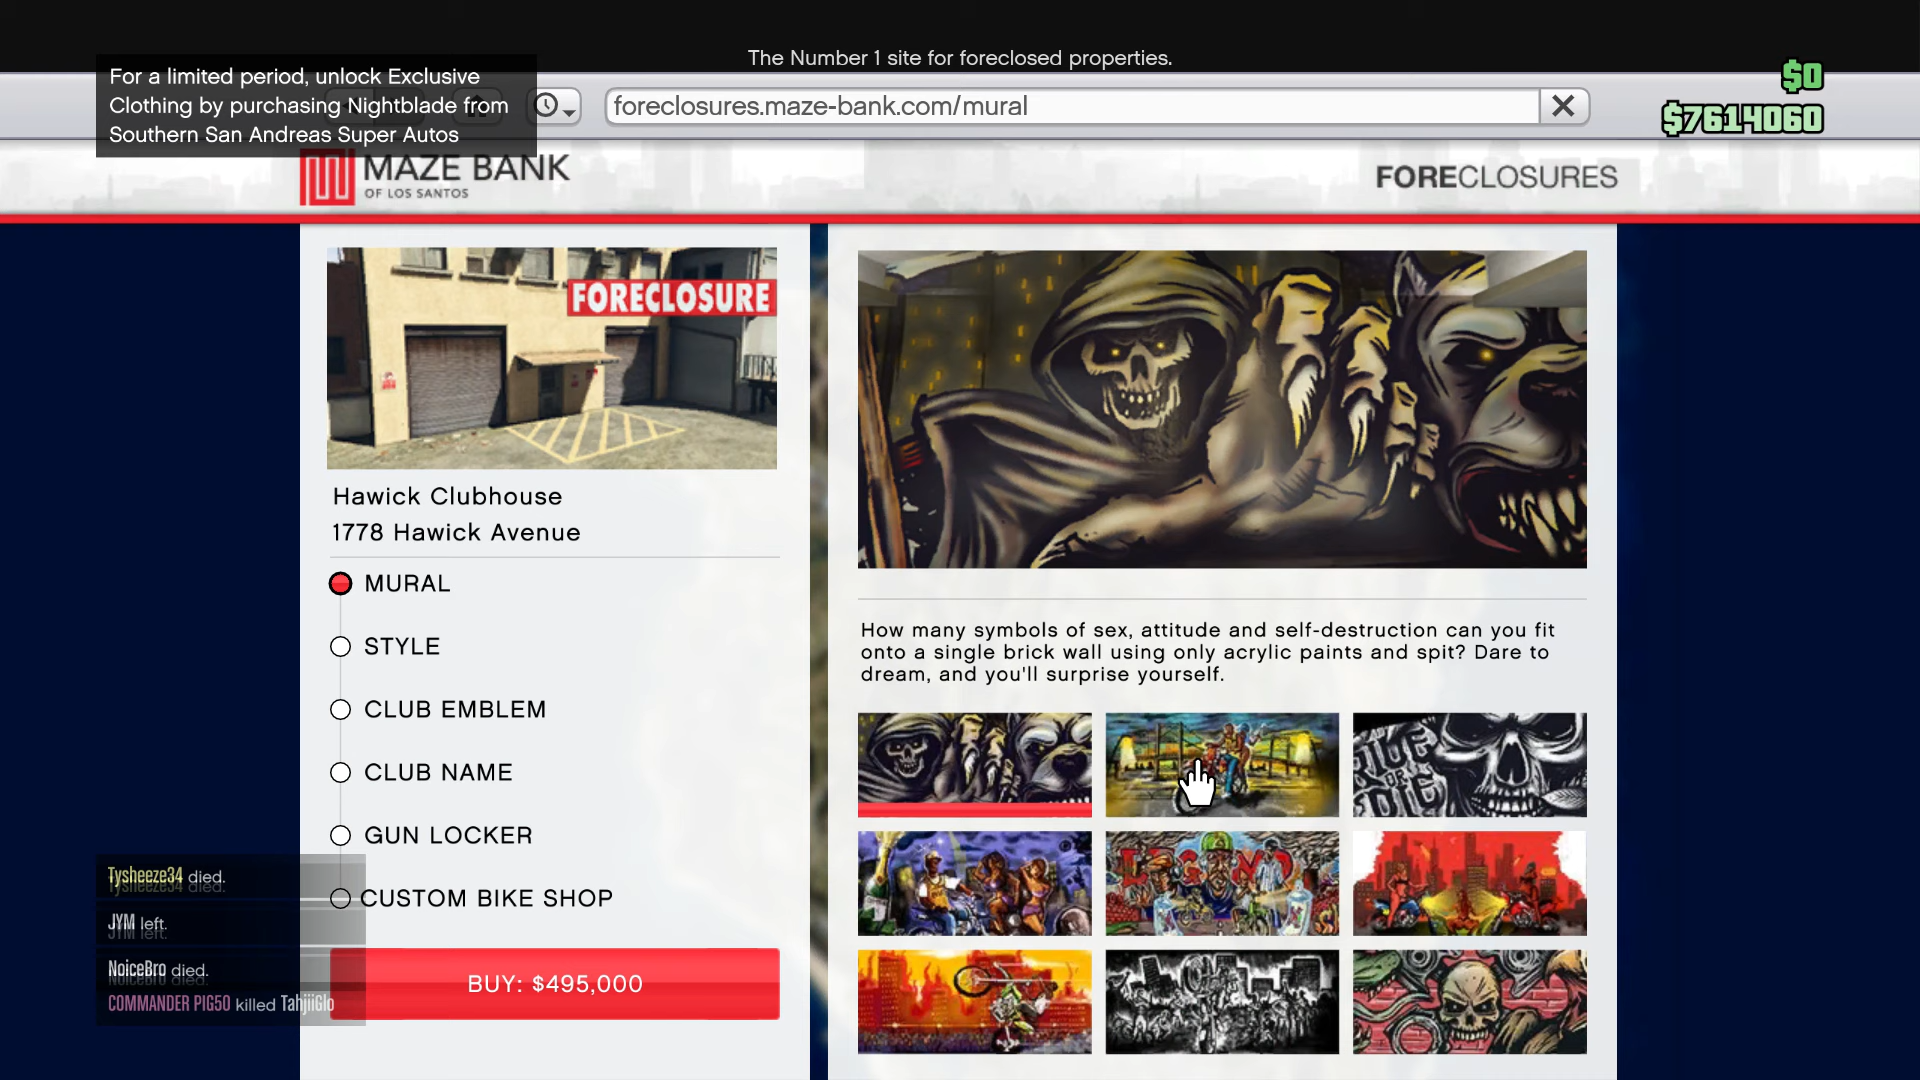 The Number 1 site for foreclosed properties.
For a limited period, unlock Exclusive
Clothing by purchasing Nightblade from
Southern San Andreas Super Autos
foreclosures.maze-bank.com/mural
$0
$7614060
MAZE BANK
OF LOS SANTOS
FORECLOSURES
FORECLOSURE
Hawick Clubhouse
1778 Hawick Avenue
MURAL
STYLE
CLUB EMBLEM
CLUB NAME
GUN LOCKER
CUSTOM BIKE SHOP
BUY: $495,000
How many symbols of sex, attitude and self-destruction can you fit
onto a single brick wall using only acrylic paints and spit? Dare to
dream, and you'll surprise yourself.
OR
DIE
Tysheeze34 died.
JYM left.
NoiceBro died.
COMMANDER PIG50 killed TahjiiGlo